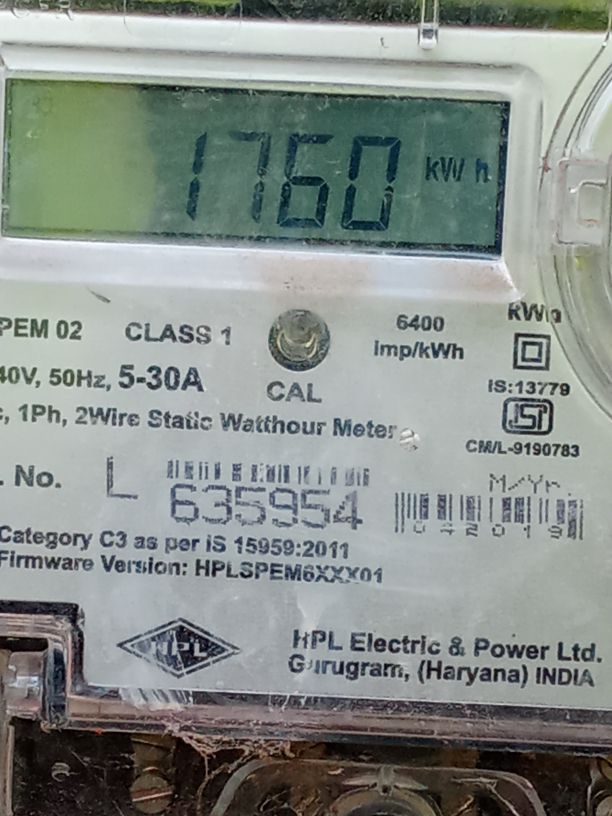 1760 kW h
PEM 02 CLASS 1 6400 imp/kWh
40V, 50Hz, 5-30A CAL IS:13779
, 1Ph, 2Wire Static Watthour Meter
CM/L-9190783
. No. L 635954 M/Yr.
042019
Category C3 as per IS 15959:2011
Firmware Version: HPLSPEM6XXX01
HPL HPL Electric & Power Ltd.
Gurugram, (Haryana) INDIA